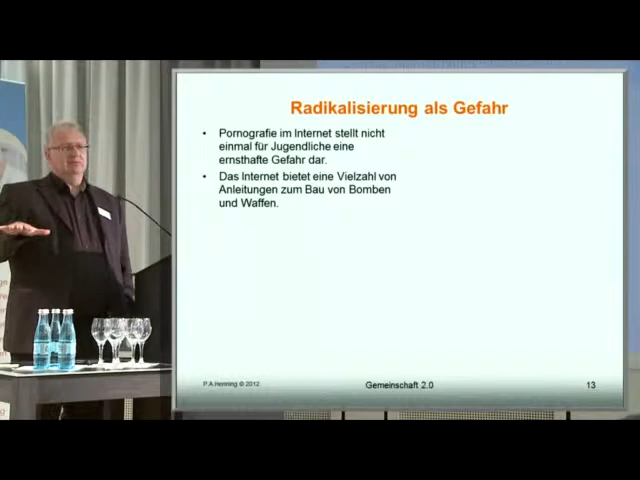 Radikalisierung als Gefahr
• Pornografie im Internet stellt nicht
einmal für Jugendliche eine
ernsthafte Gefahr dar.
• Das Internet bietet eine Vielzahl von
Anleitungen zum Bau von Bomben
und Waffen.
P.A.Henning © 2012
Gemeinschaft 2.0
13